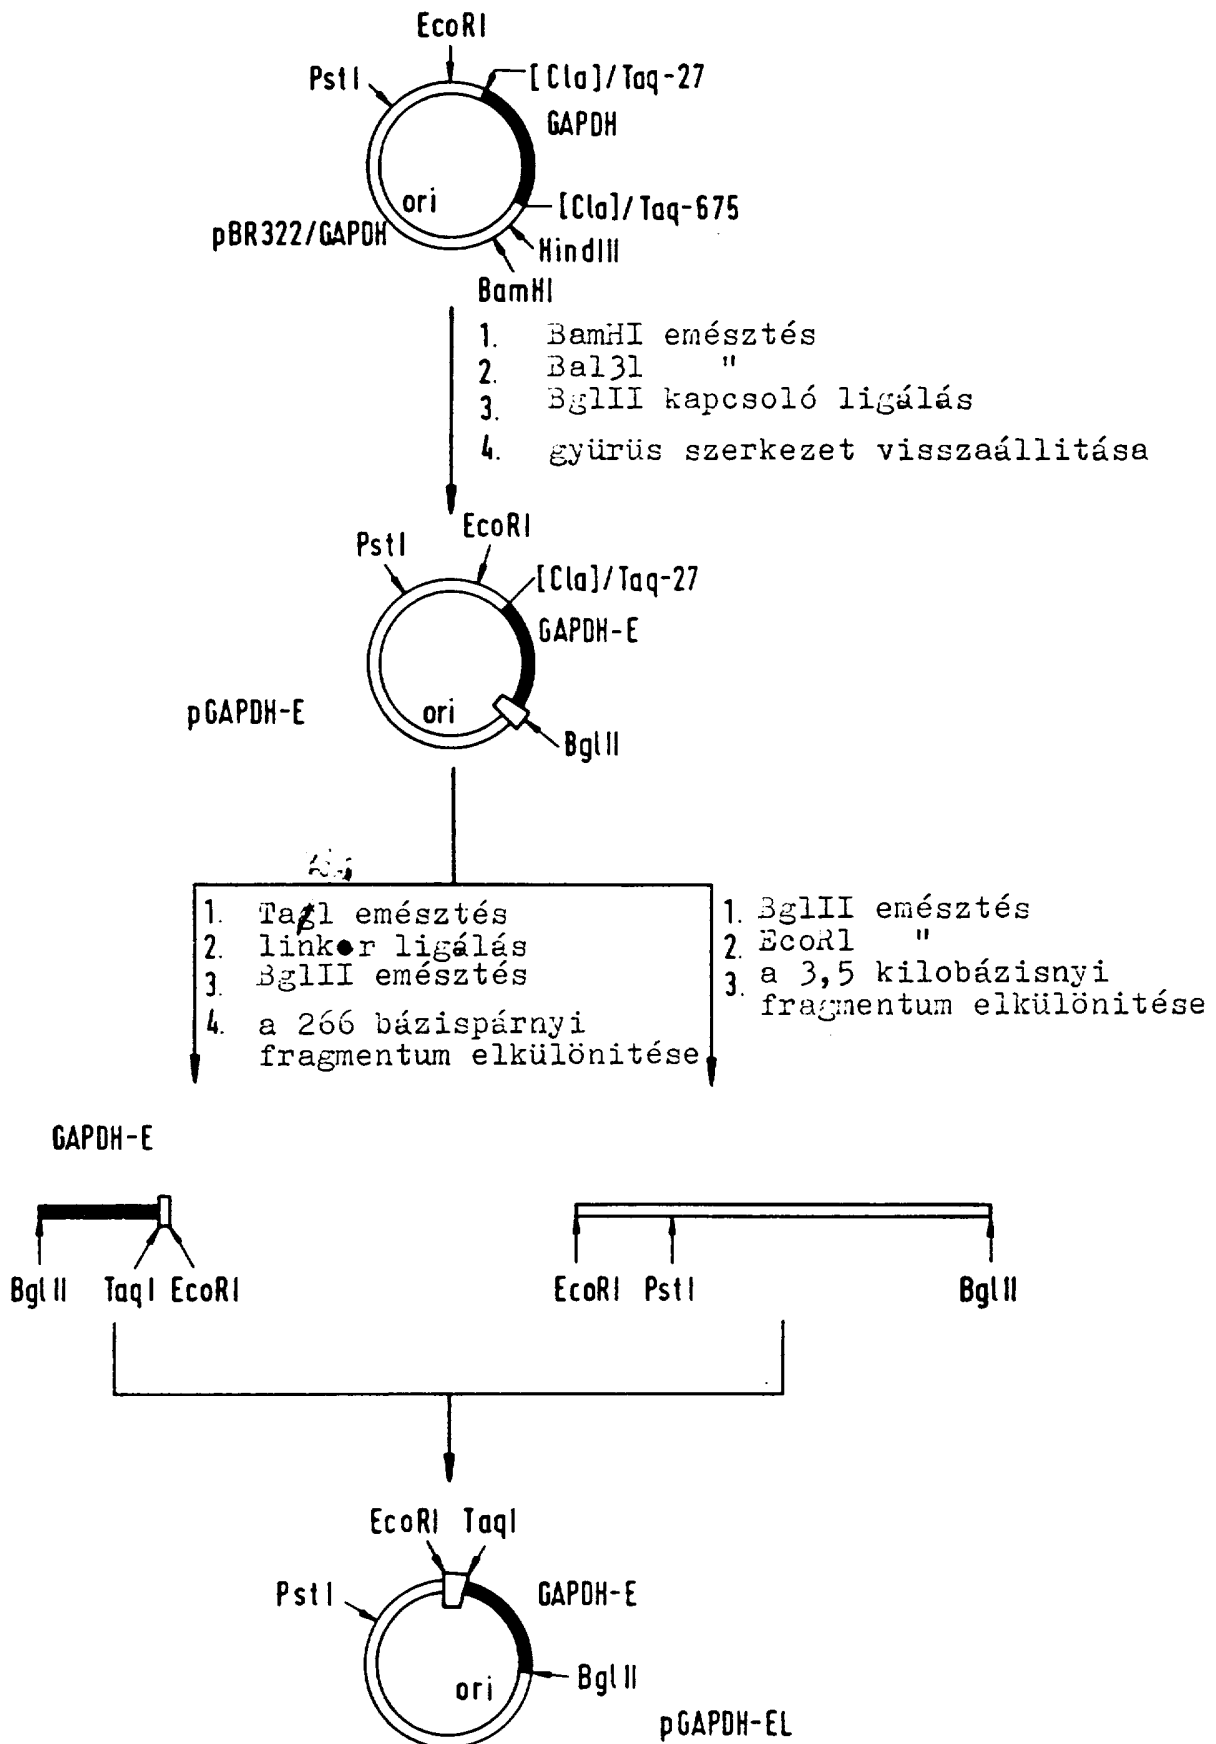 EcoRI
PstI
[Cla]/Taq-27
GAPDH
ori
[Cla]/Taq-675
pBR322/GAPDH
HindIII
BamHI
1. BamHI emésztés
2. Bal31 "
3. BglII kapcsoló ligálás
4. gyürüs szerkezet visszaállitása
EcoRI
PstI
[Cla]/Taq-27
GAPDH-E
pGAPDH-E
ori
BglII
1. Taq1 emésztés
2. linker ligálás
3. BglII emésztés
4. a 266 bázispárnyi
fragmentum elkülönitése
1. BglII emésztés
2. EcoR1 "
3. a 3,5 kilobázisnyi
fragmentum elkülönitése
GAPDH-E
BglII TaqI EcoRI
EcoRI PstI BglII
EcoRI TaqI
PstI
GAPDH-E
ori
BglII
pGAPDH-EL